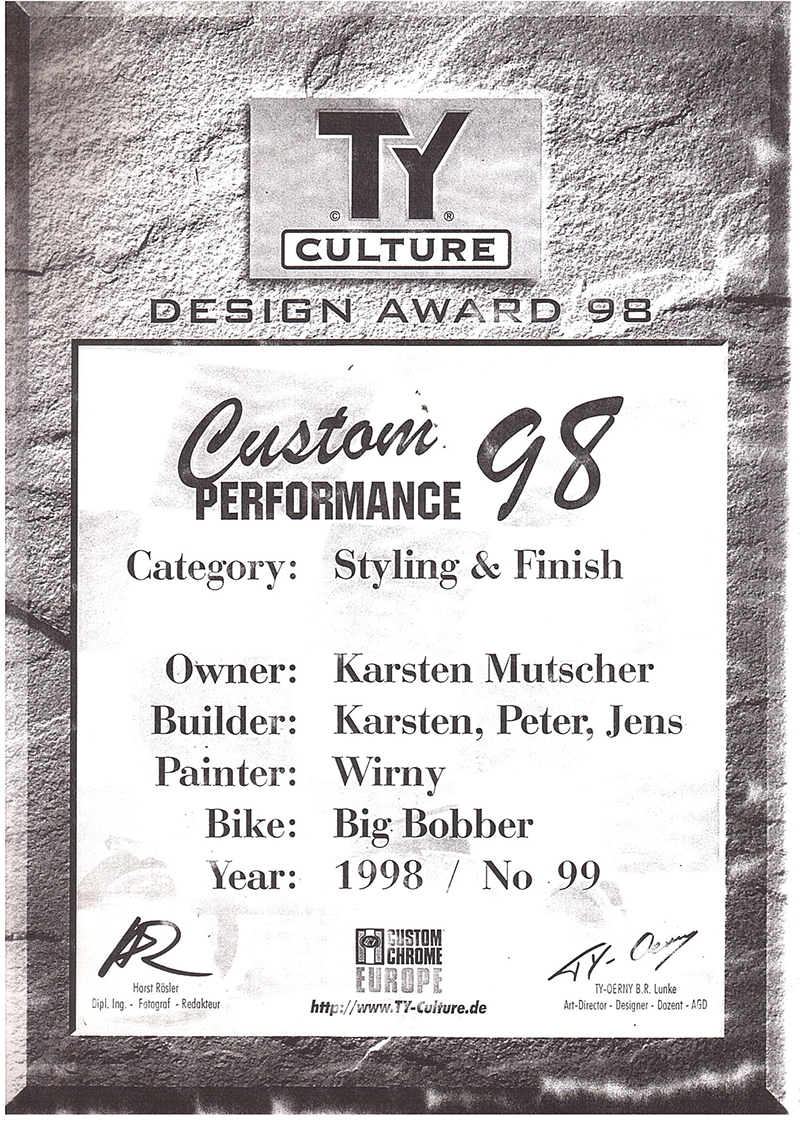 TY
© ®
CULTURE
DESIGN AWARD 98
Custom 98
PERFORMANCE
Category: Styling & Finish
Owner: Karsten Mutscher
Builder: Karsten, Peter, Jens
Painter: Wirny
Bike: Big Bobber
Year: 1998 / No 99
Horst Rösler
Dipl. Ing. - Fotograf - Redakteur
CUSTOM
CHROME
EUROPE
http://www.TY-Culture.de
TY- Oerny
TY-OERNY B.R. Lunke
Art-Director - Designer - Dozent - AGD